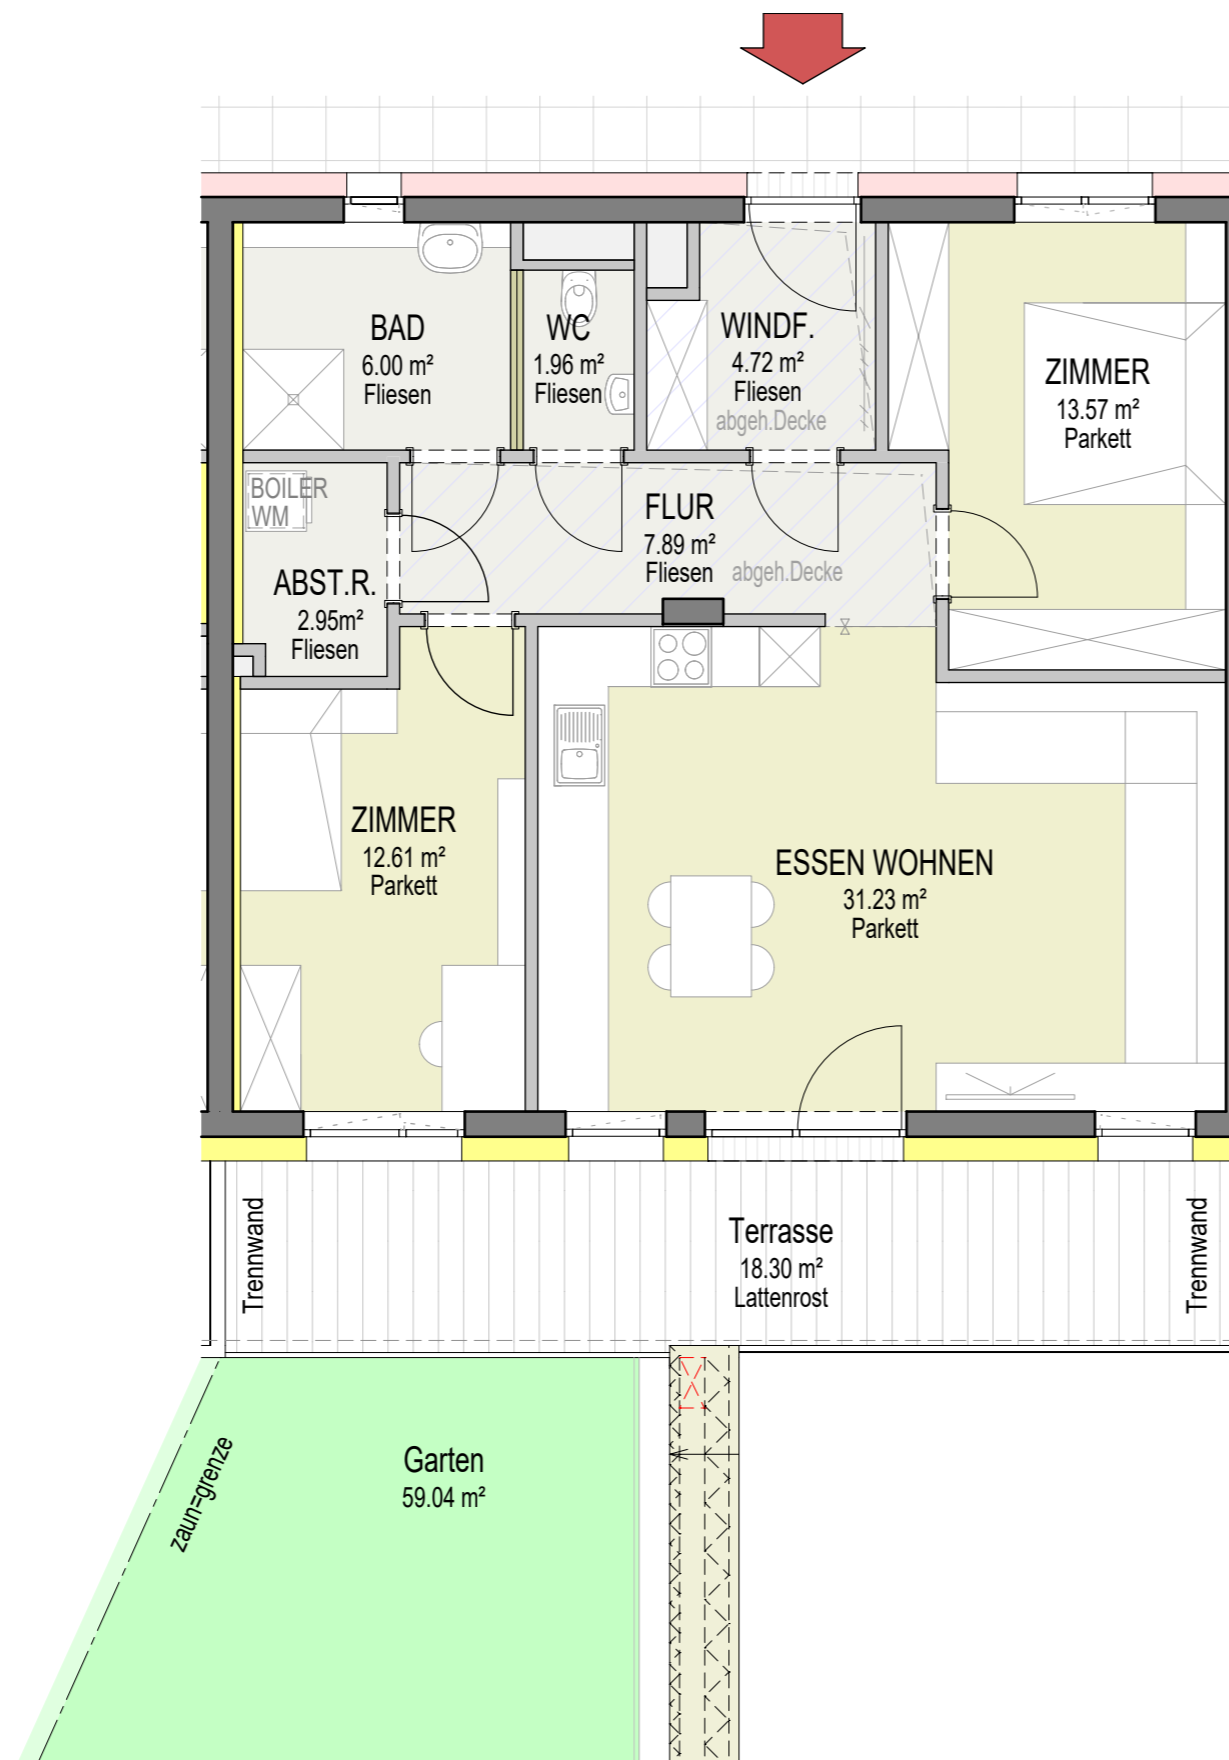 BAD
6.00 m²
Fliesen
WC
1.96 m²
Fliesen
WINDF.
4.72 m²
Fliesen
abgeh.Decke
ZIMMER
13.57 m²
Parkett
BOILER
WM
ABST.R.
2.95m²
Fliesen
FLUR
7.89 m²
Fliesen
abgeh.Decke
ZIMMER
12.61 m²
Parkett
ESSEN WOHNEN
31.23 m²
Parkett
Trennwand
Terrasse
18.30 m²
Lattenrost
Trennwand
zaun=grenze
Garten
59.04 m²